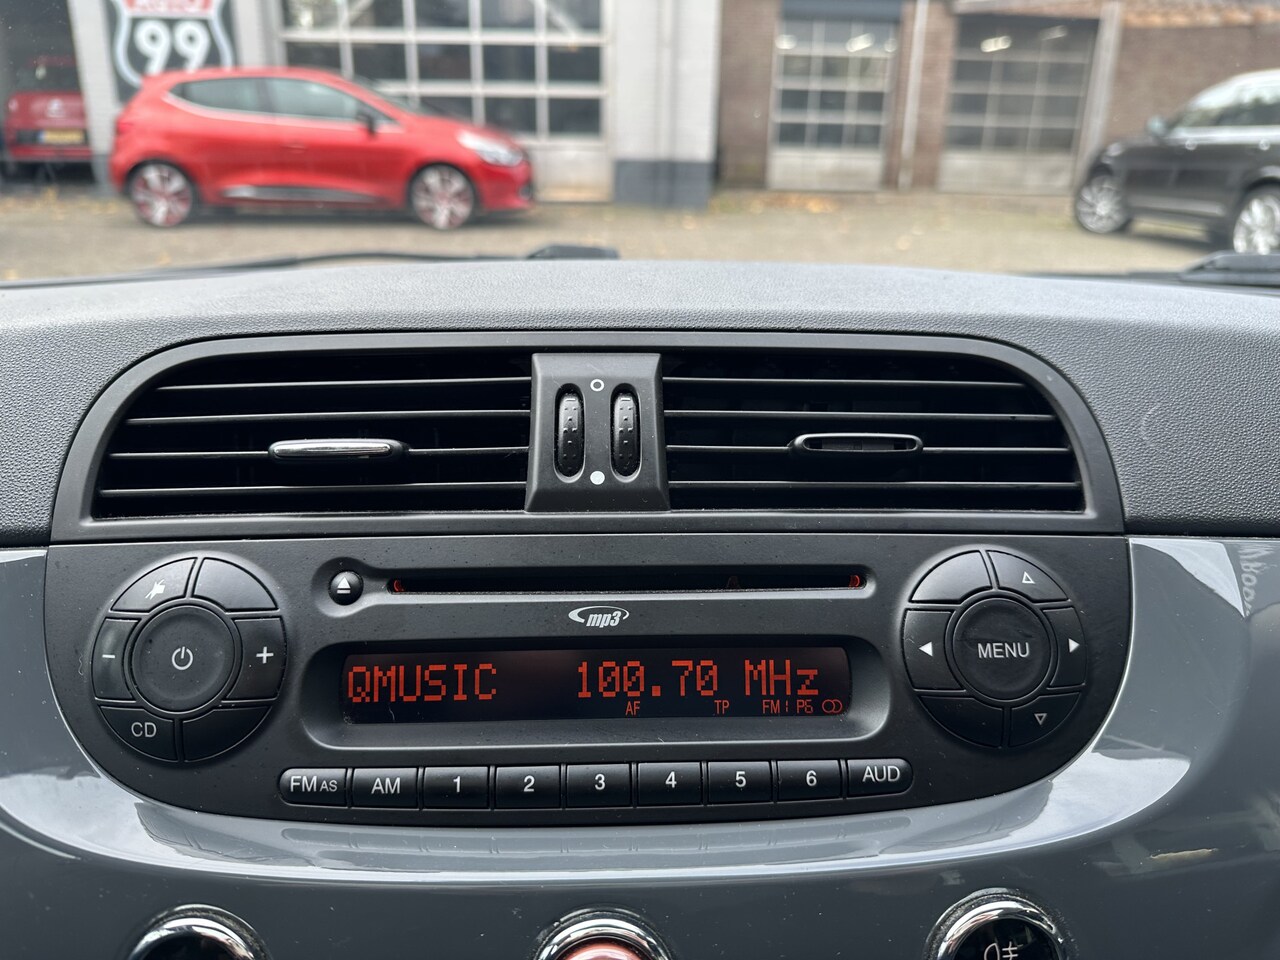 99
mp3
QMUSIC 100.70 MHz
AF TP FM1 P6
- + CD
MENU
FM AS AM 1 2 3 4 5 6 AUD